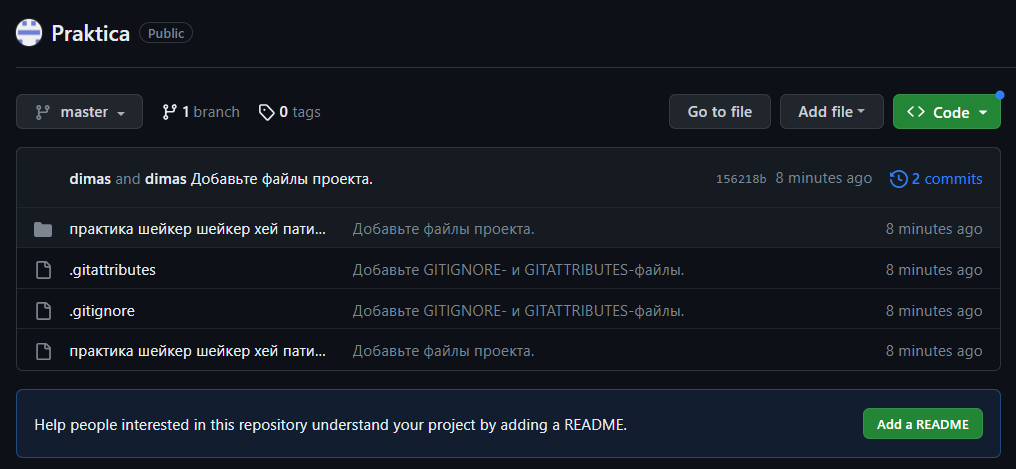 Praktica Public
master 1 branch 0 tags Go to file Add file Code
dimas and dimas Добавьте файлы проекта. 156218b 8 minutes ago 2 commits
практика шейкер шейкер хей пати... Добавьте файлы проекта. 8 minutes ago
.gitattributes Добавьте GITIGNORE- и GITATTRIBUTES-файлы. 8 minutes ago
.gitignore Добавьте GITIGNORE- и GITATTRIBUTES-файлы. 8 minutes ago
практика шейкер шейкер хей пати... Добавьте файлы проекта. 8 minutes ago
Help people interested in this repository understand your project by adding a README. Add a README